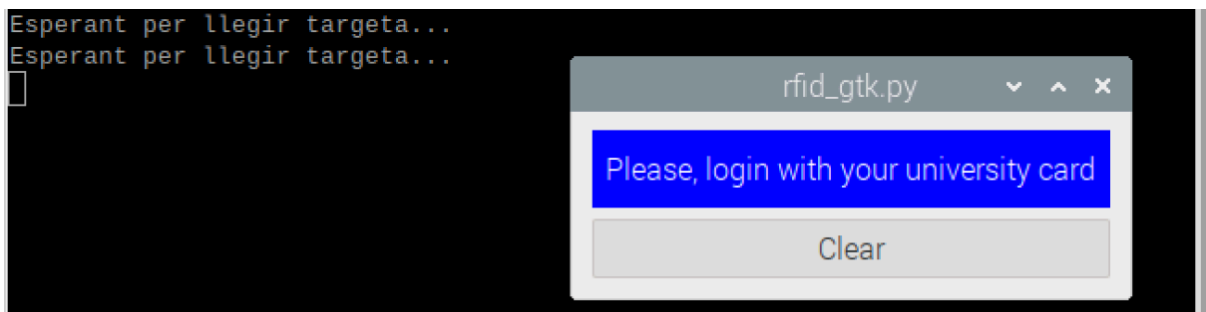 Esperant per llegir targeta...
Esperant per llegir targeta...
rfid_gtk.py
Please, login with your university card
Clear